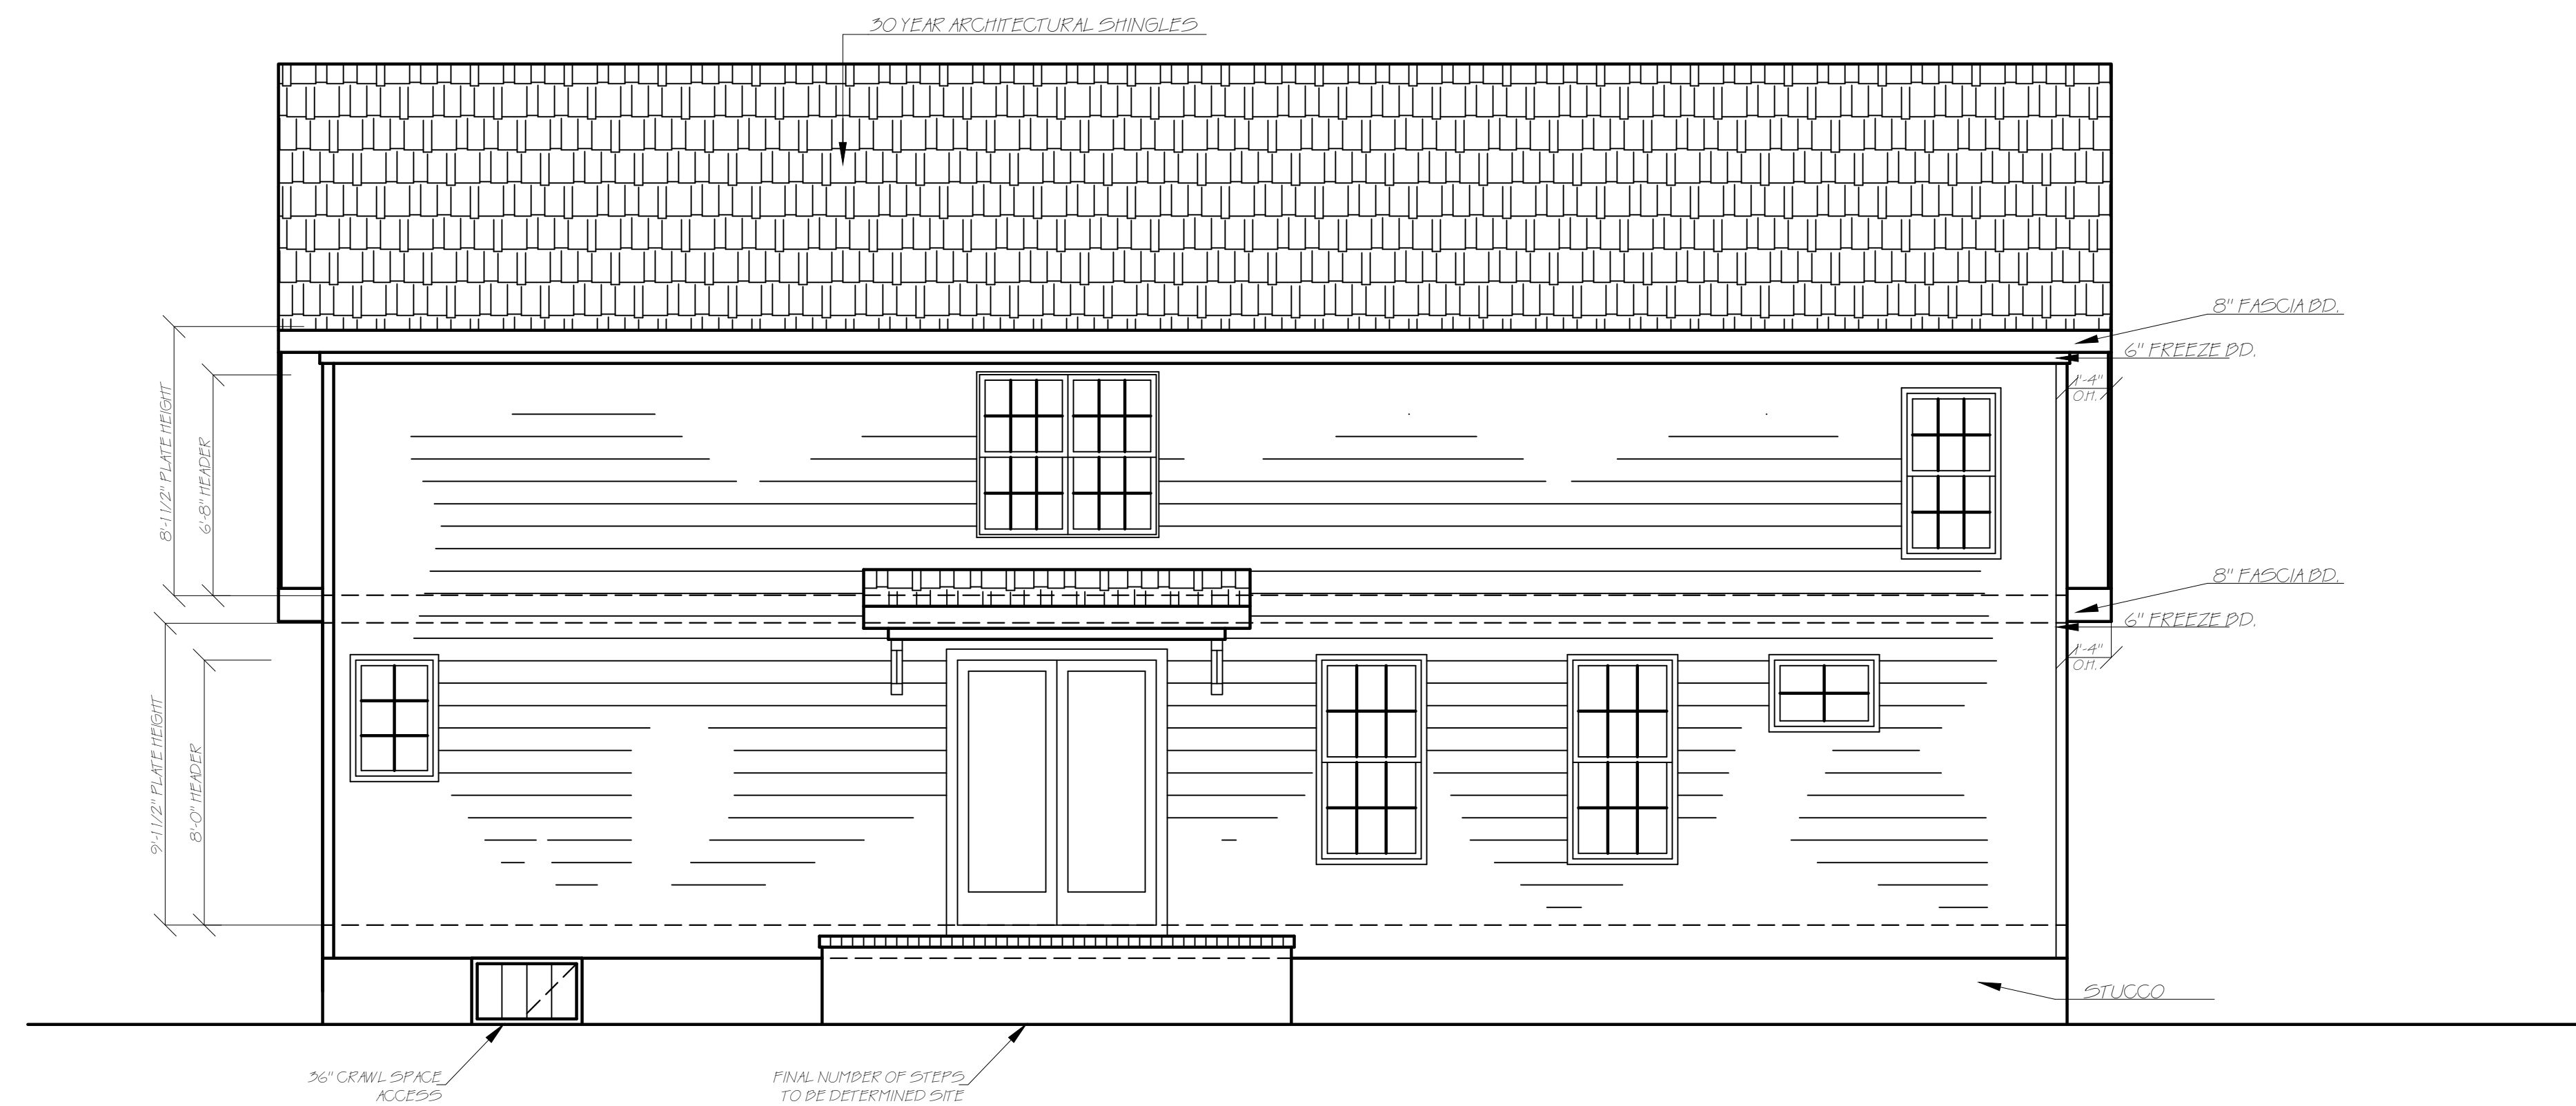 30 YEAR ARCHITECTURAL SHINGLES
8" FASCIA BD.
6" FREEZE BD.
1'-4"
O.H.
8'-1 1/2" PLATE HEIGHT
6'-8" HEADER
8" FASCIA BD.
6" FREEZE BD.
1'-4"
O.H.
9'-1 1/2" PLATE HEIGHT
8'-0" HEADER
STUCCO
36" CRAWL SPACE
ACCESS
FINAL NUMBER OF STEPS
TO BE DETERMINED SITE